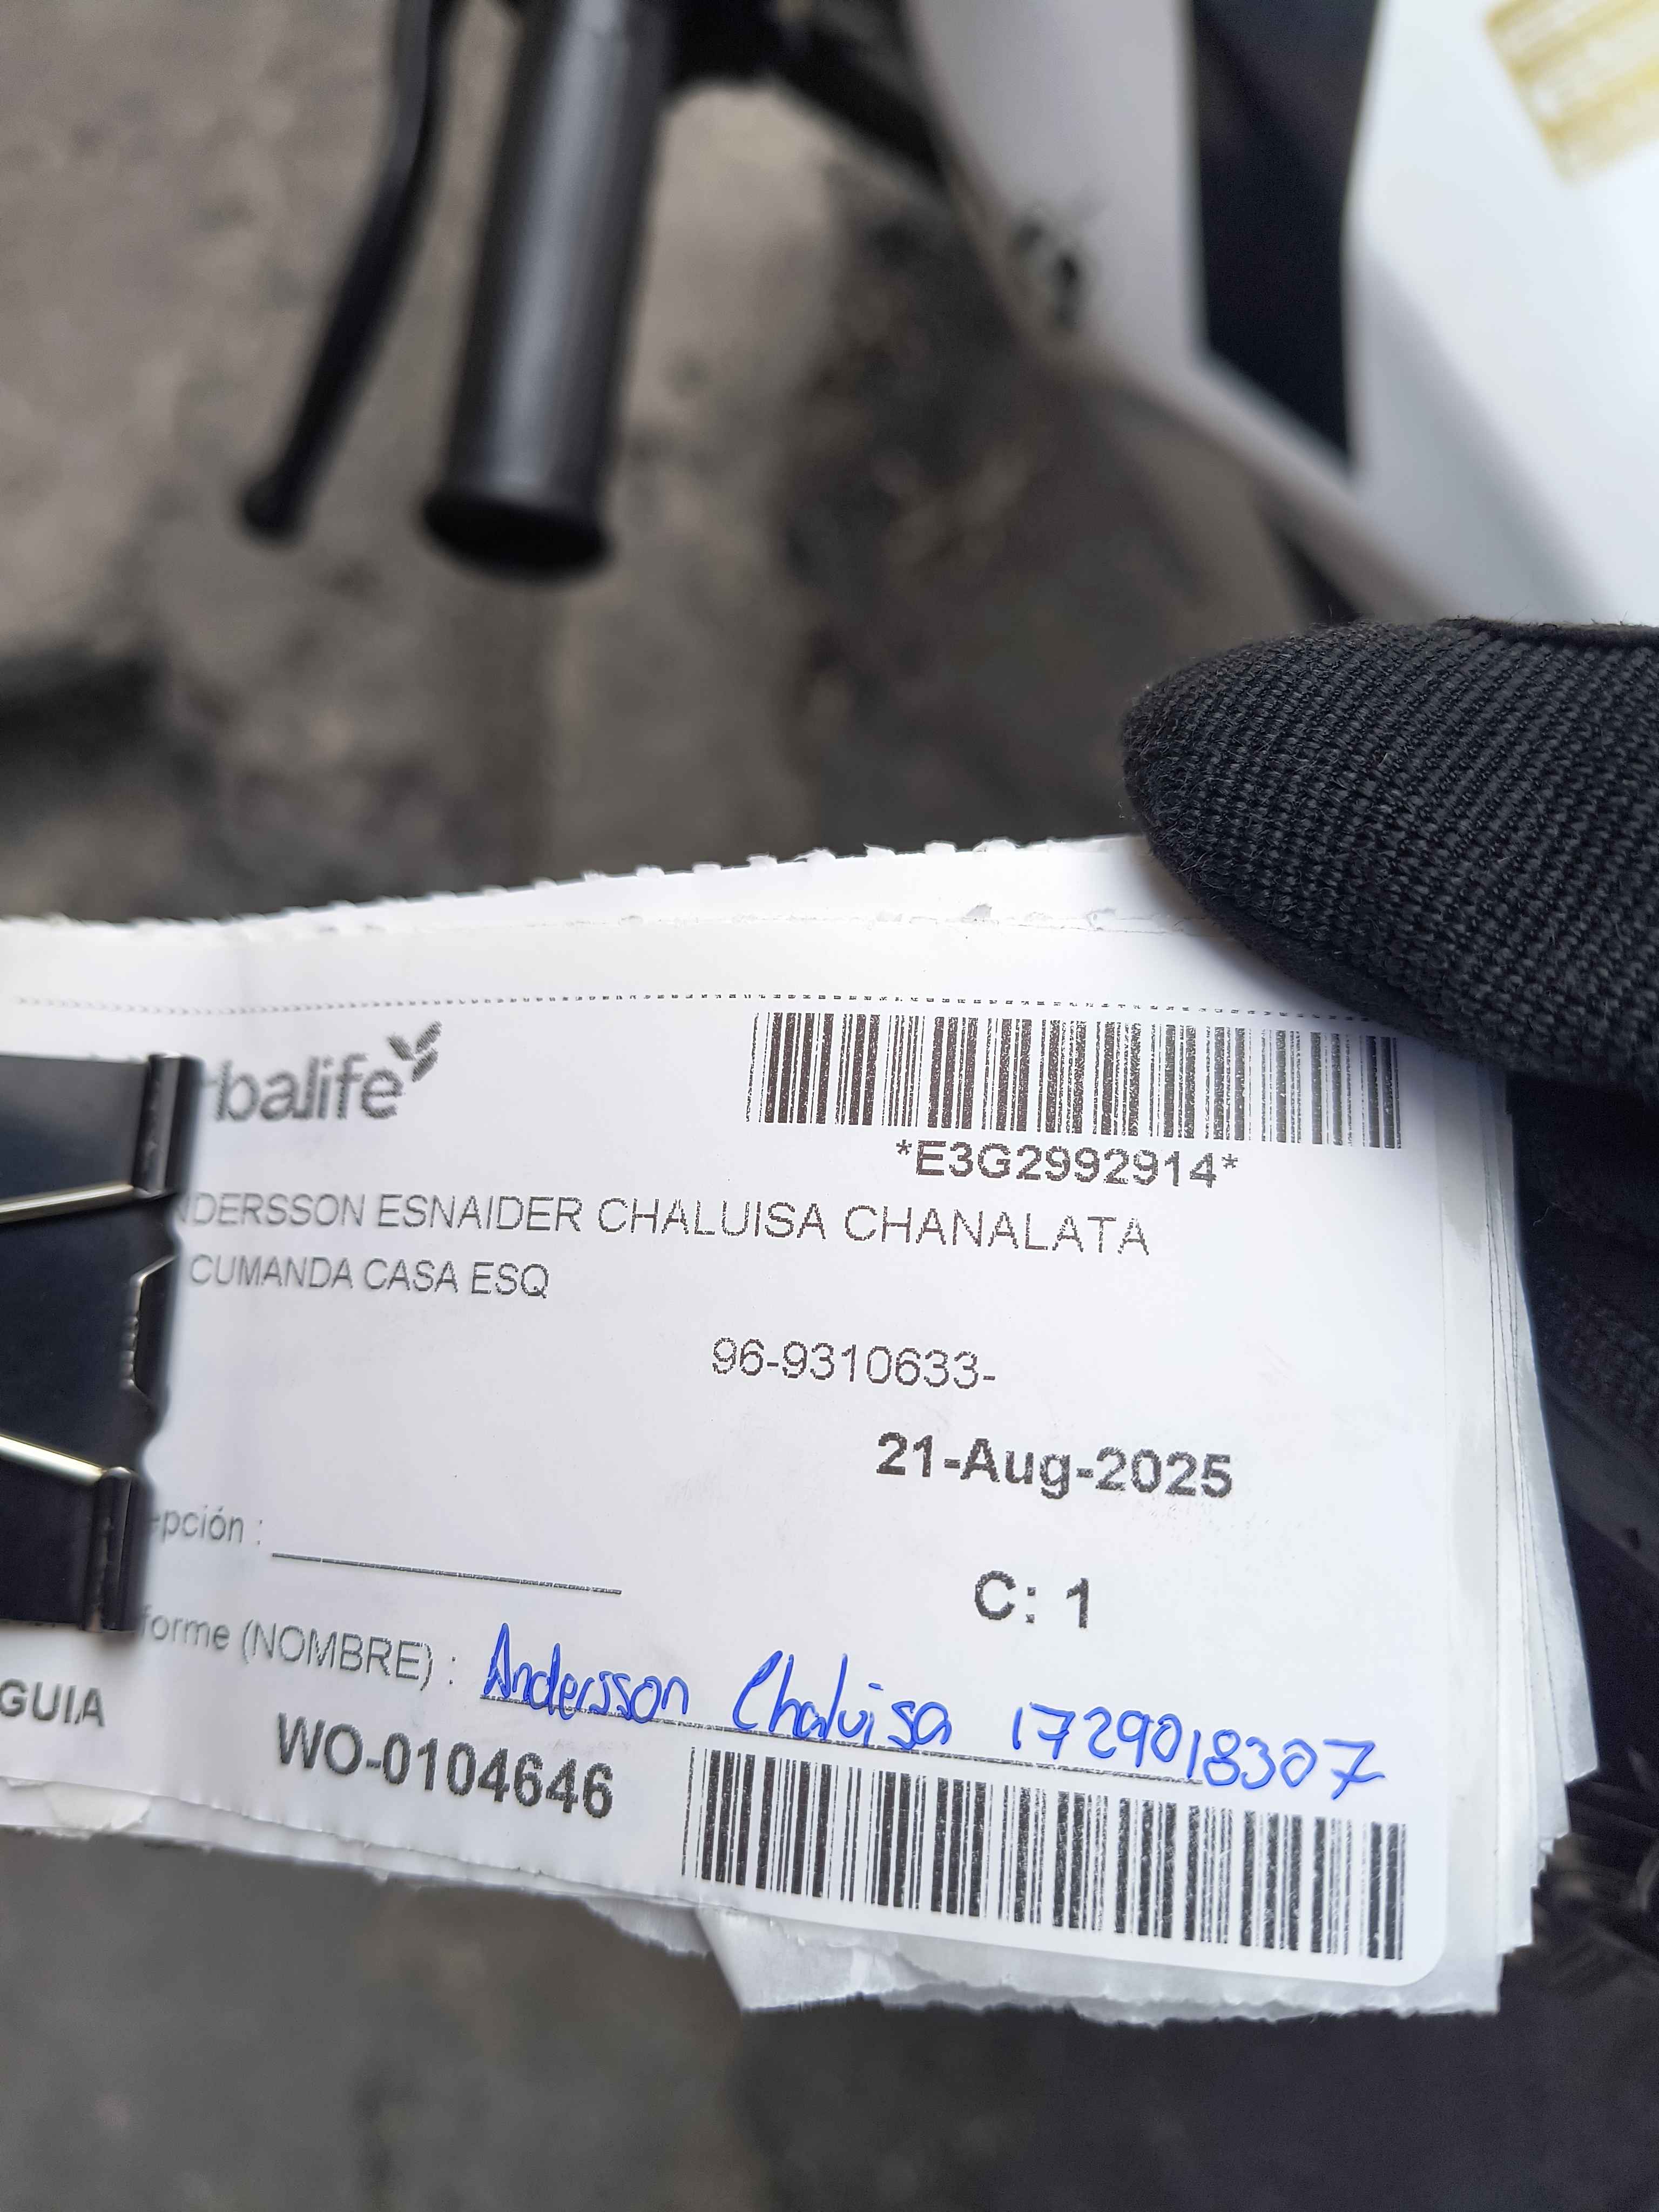 rbalife
*E3G2992914*
NDERSSON ESNAIDER CHALUISA CHANALATA
CUMANDA CASA ESQ
96-9310633-
21-Aug-2025
epción :
C: 1
forme (NOMBRE) : Andersson Chaluisa 1729018307
GUIA
WO-0104646